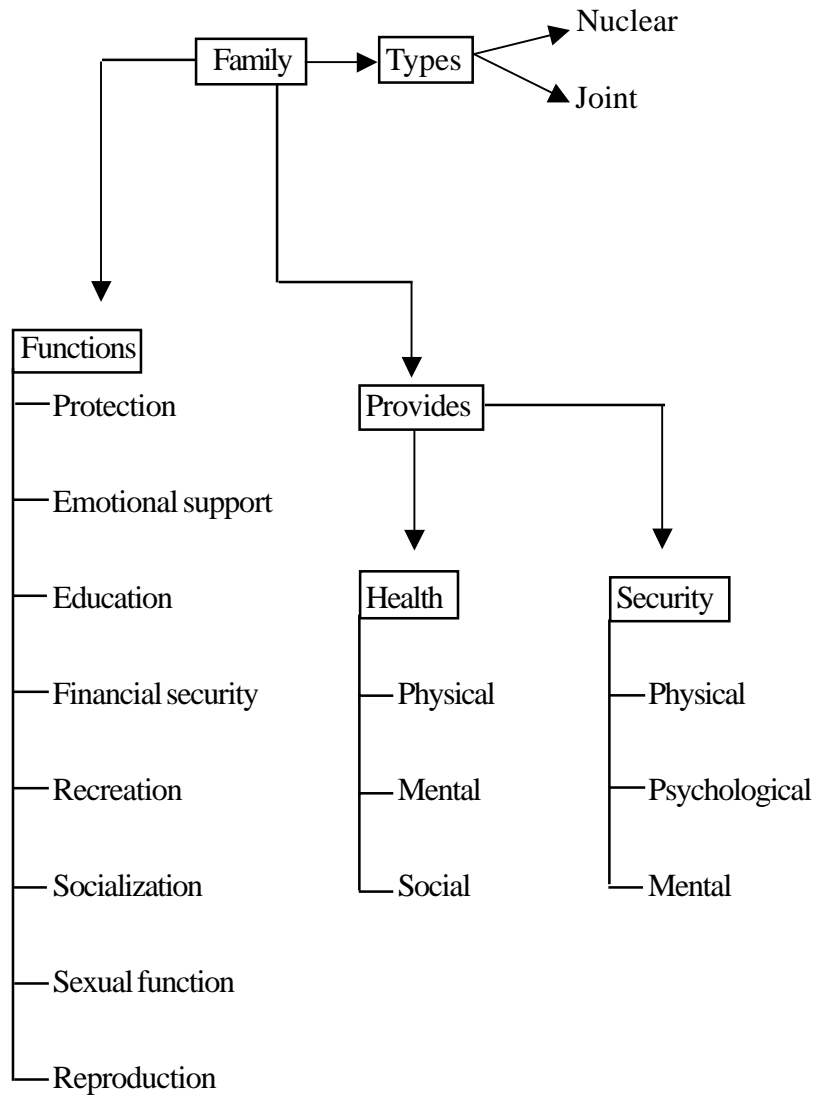 Family
Types
Nuclear
Joint
Functions
Protection
Emotional support
Education
Financial security
Recreation
Socialization
Sexual function
Reproduction
Provides
Health
Physical
Mental
Social
Security
Physical
Psychological
Mental